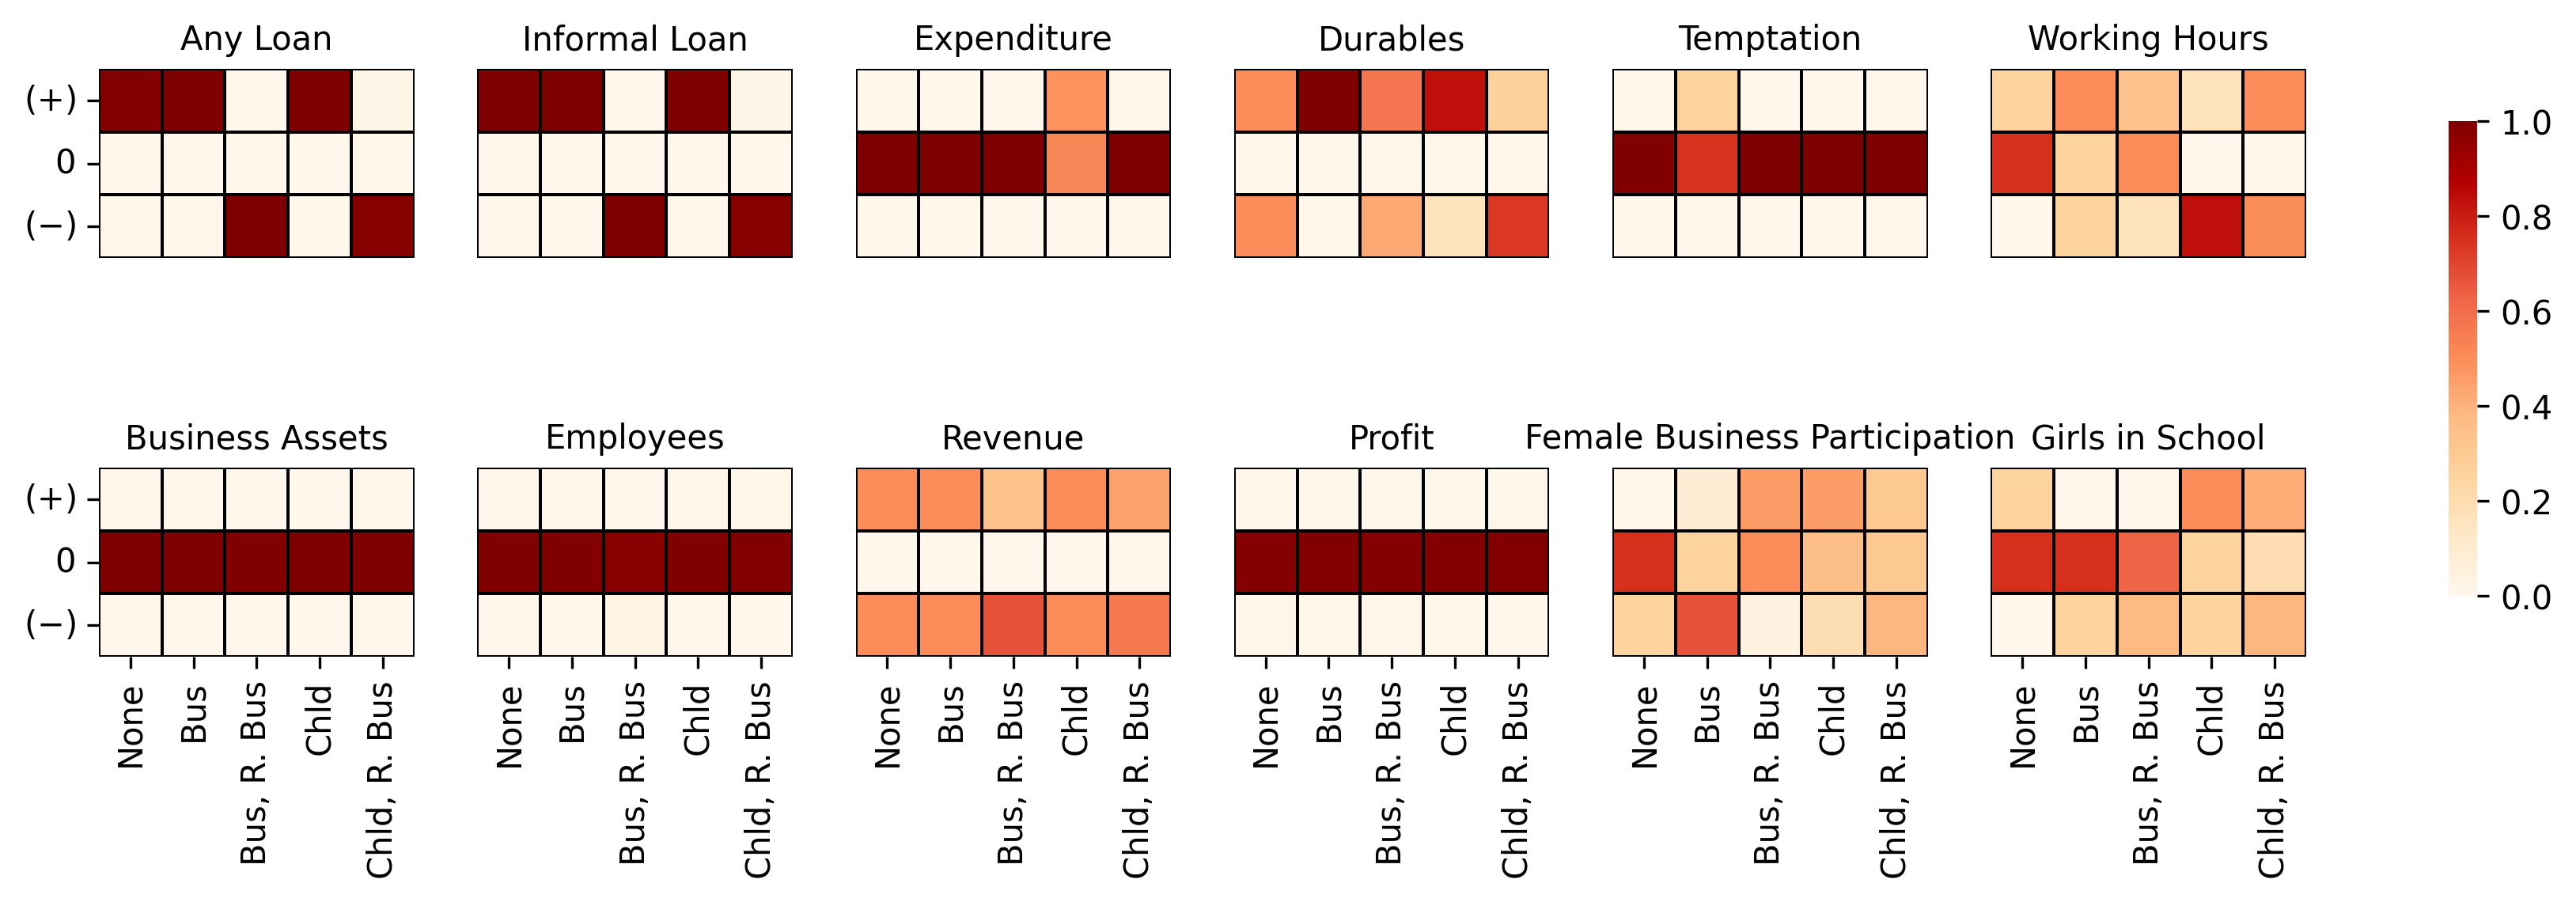 Any Loan
Informal Loan
Expenditure
Durables
Temptation
Working Hours
(+)
0
(−)
1.0
0.8
0.6
0.4
0.2
0.0
Business Assets
Employees
Revenue
Profit
Female Business Participation
Girls in School
(+)
0
(−)
None
Bus
Bus, R. Bus
Chld
Chld, R. Bus
None
Bus
Bus, R. Bus
Chld
Chld, R. Bus
None
Bus
Bus, R. Bus
Chld
Chld, R. Bus
None
Bus
Bus, R. Bus
Chld
Chld, R. Bus
None
Bus
Bus, R. Bus
Chld
Chld, R. Bus
None
Bus
Bus, R. Bus
Chld
Chld, R. Bus